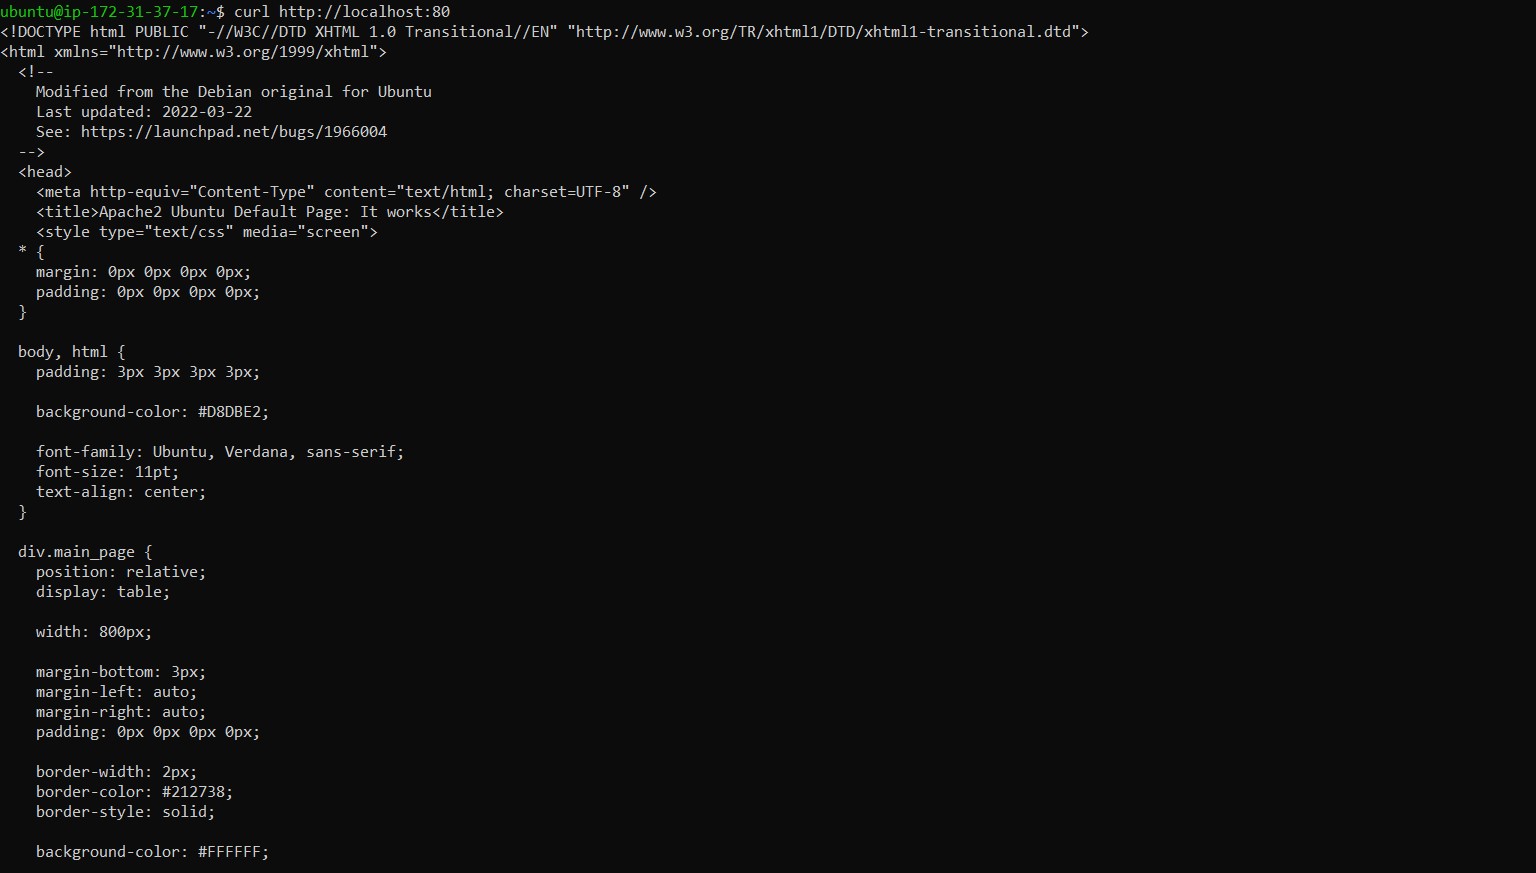 ubuntu@ip-172-31-37-17:~$ curl http://localhost:80
<!DOCTYPE html PUBLIC "-//W3C//DTD XHTML 1.0 Transitional//EN" "http://www.w3.org/TR/xhtml1/DTD/xhtml1-transitional.dtd">
<html xmlns="http://www.w3.org/1999/xhtml">
  <!--
    Modified from the Debian original for Ubuntu
    Last updated: 2022-03-22
    See: https://launchpad.net/bugs/1966004
  -->
  <head>
    <meta http-equiv="Content-Type" content="text/html; charset=UTF-8" />
    <title>Apache2 Ubuntu Default Page: It works</title>
    <style type="text/css" media="screen">
  * {
    margin: 0px 0px 0px 0px;
    padding: 0px 0px 0px 0px;
  }

  body, html {
    padding: 3px 3px 3px 3px;

    background-color: #D8DBE2;

    font-family: Ubuntu, Verdana, sans-serif;
    font-size: 11pt;
    text-align: center;
  }

  div.main_page {
    position: relative;
    display: table;

    width: 800px;

    margin-bottom: 3px;
    margin-left: auto;
    margin-right: auto;
    padding: 0px 0px 0px 0px;

    border-width: 2px;
    border-color: #212738;
    border-style: solid;

    background-color: #FFFFFF;